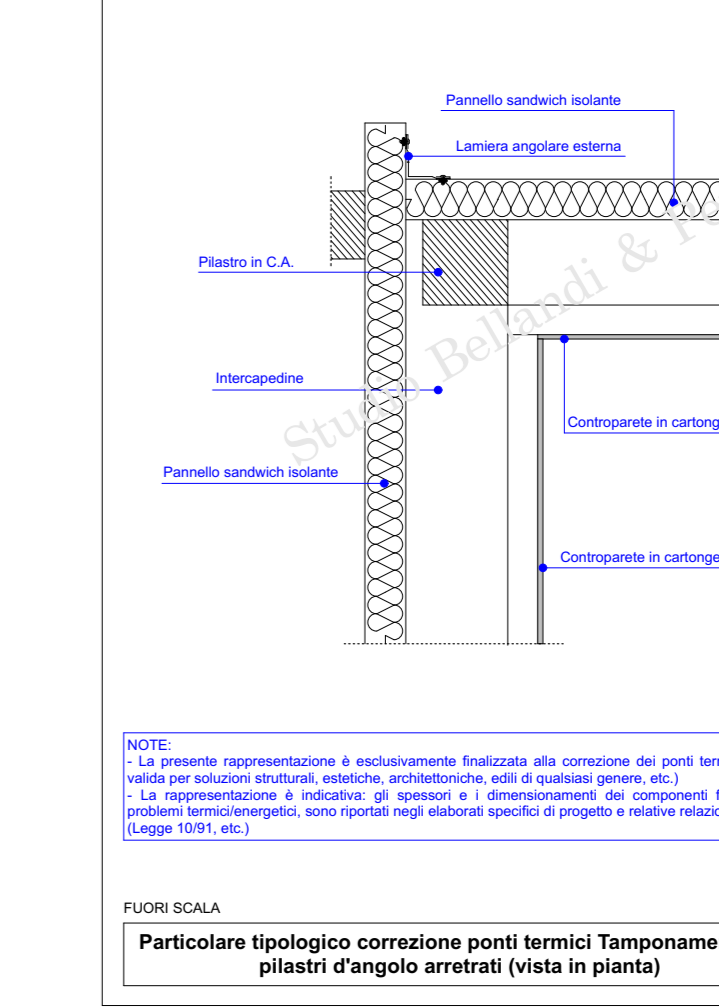 Pannello sandwich isolante
Lamiera angolare esterna
Pilastro in C.A.
Intercapedine
Controparete in cartong
Pannello sandwich isolante
Controparete in cartonge
Studio Bellandi & Pe
NOTE:
- La presente rappresentazione è esclusivamente finalizzata alla correzione dei ponti ter
valida per soluzioni strutturali, estetiche, architettoniche, edili di qualsiasi genere, etc.)
- La rappresentazione è indicativa: gli spessori e i dimensionamenti dei componenti f
problemi termici/energetici, sono riportati negli elaborati specifici di progetto e relative relazio
(Legge 10/91, etc.)
FUORI SCALA
Particolare tipologico correzione ponti termici Tamponame
pilastri d'angolo arretrati (vista in pianta)